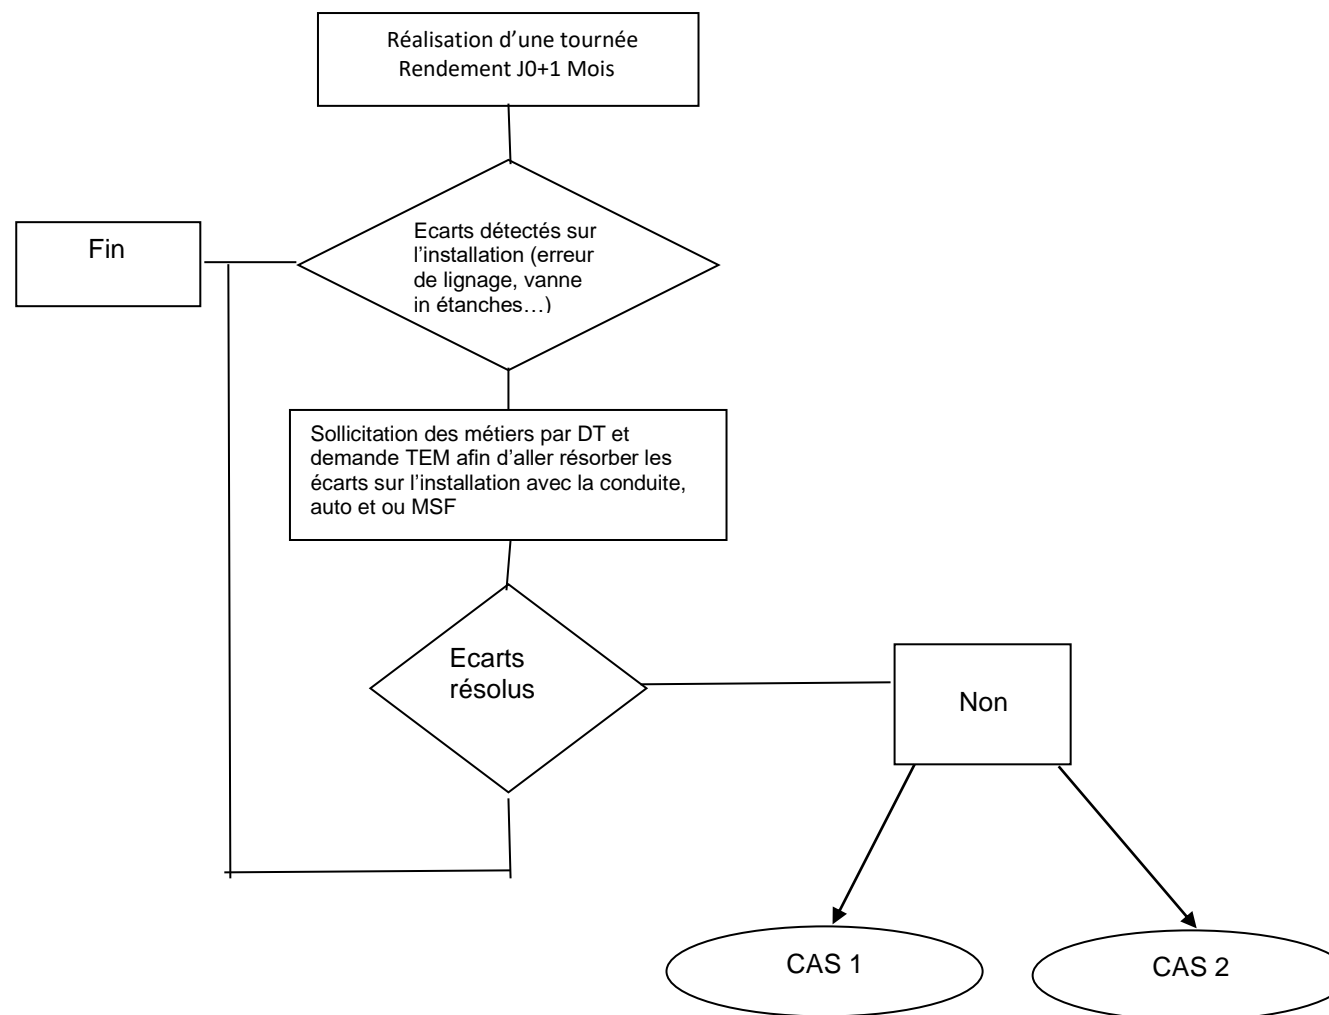 Réalisation d’une tournée
Rendement J0+1 Mois
Ecarts détectés sur
l’installation (erreur
de lignage, vanne
in étanches…)
Fin
Sollicitation des métiers par DT et
demande TEM afin d’aller résorber les
écarts sur l’installation avec la conduite,
auto et ou MSF
Ecarts
résolus
Non
CAS 1
CAS 2